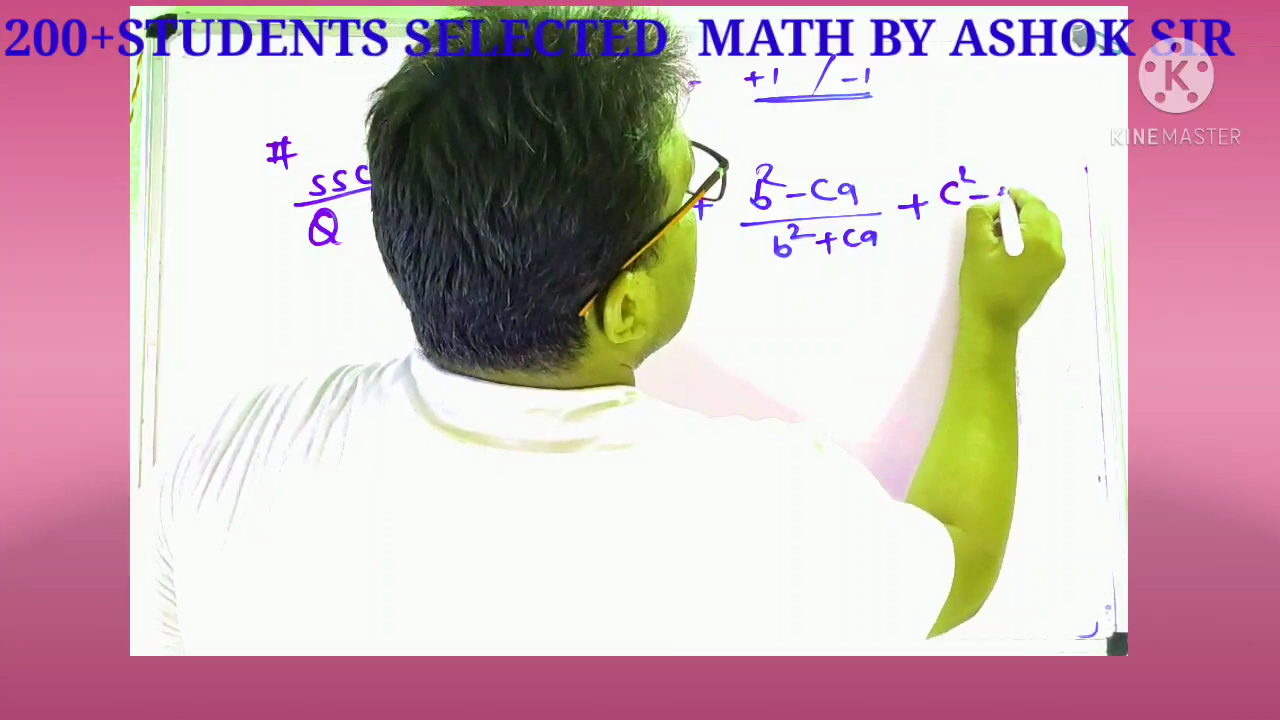 200+STUDENTS SELECTED MATH BY ASHOK SIR
KINEMASTER
+1 / -1
#
SSC
Q
+ b² - ca + c² -
b² + ca